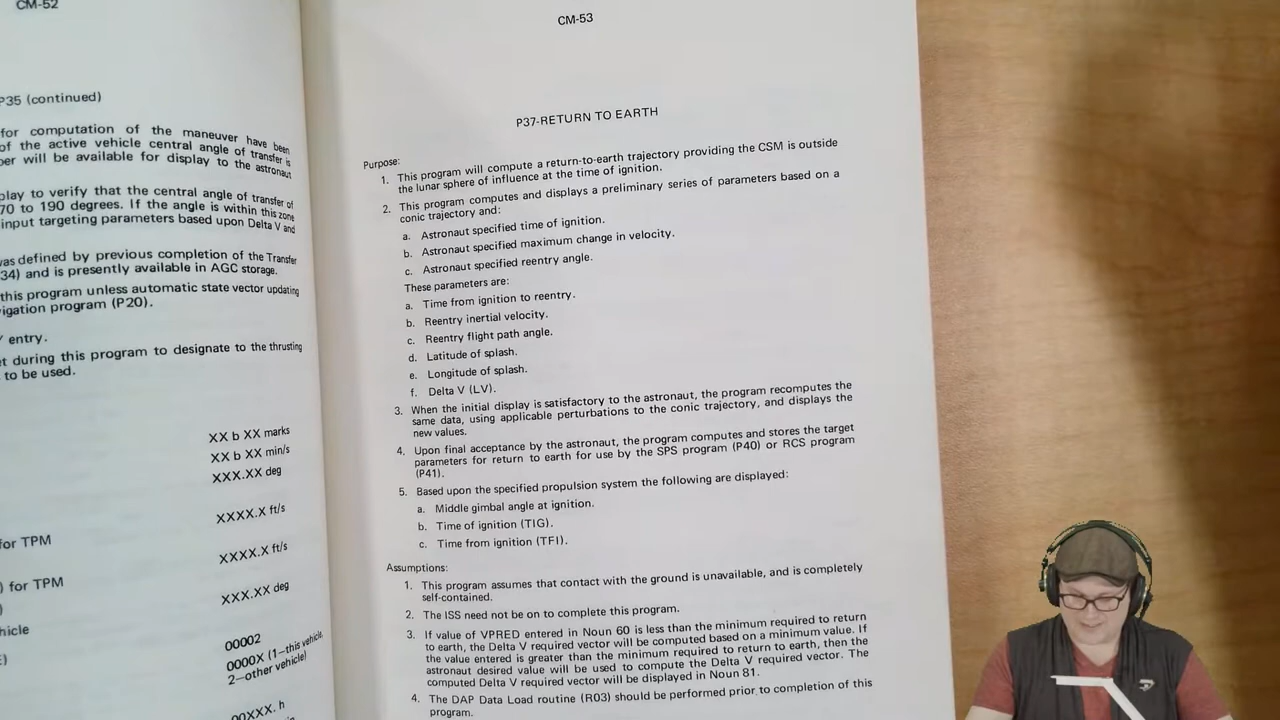 CM-52
P35 (continued)
for computation of the maneuver have been
of the active vehicle central angle of transfer is
will be available for display to the astronaut
play to verify that the central angle of transfer of
70 to 190 degrees. If the angle is within this zone
input targeting parameters based upon Delta V and
was defined by previous completion of the Transfer
34) and is presently available in AGC storage.
this program unless automatic state vector updating
vigation program (P20).
entry.
t during this program to designate to the thrusting
to be used.
XX b XX marks
XX b XX min/s
XXX.XX deg
XXXX.X ft/s
for TPM
XXXX.X ft/s
) for TPM
XXX.XX deg
)
hicle
00002
0000X (1—this vehicle,
2—other vehicle)
00XXX. h
CM-53
P37-RETURN TO EARTH
Purpose:
1. This program will compute a return-to-earth trajectory providing the CSM is outside
the lunar sphere of influence at the time of ignition.
2. This program computes and displays a preliminary series of parameters based on a
conic trajectory and:
a. Astronaut specified time of ignition.
b. Astronaut specified maximum change in velocity.
c. Astronaut specified reentry angle.
These parameters are:
a. Time from ignition to reentry.
b. Reentry inertial velocity.
c. Reentry flight path angle.
d. Latitude of splash.
e. Longitude of splash.
f. Delta V (LV).
3. When the initial display is satisfactory to the astronaut, the program recomputes the
same data, using applicable perturbations to the conic trajectory, and displays the
new values.
4. Upon final acceptance by the astronaut, the program computes and stores the target
parameters for return to earth for use by the SPS program (P40) or RCS program
(P41).
5. Based upon the specified propulsion system the following are displayed:
a. Middle gimbal angle at ignition.
b. Time of ignition (TIG).
c. Time from ignition (TFI).
Assumptions:
1. This program assumes that contact with the ground is unavailable, and is completely
self-contained.
2. The ISS need not be on to complete this program.
3. If value of VPRED entered in Noun 60 is less than the minimum required to return
to earth, the Delta V required vector will be computed based on a minimum value. If
the value entered is greater than the minimum required to return to earth, then the
astronaut desired value will be used to compute the Delta V required vector. The
computed Delta V required vector will be displayed in Noun 81.
4. The DAP Data Load routine (R03) should be performed prior to completion of this
program.